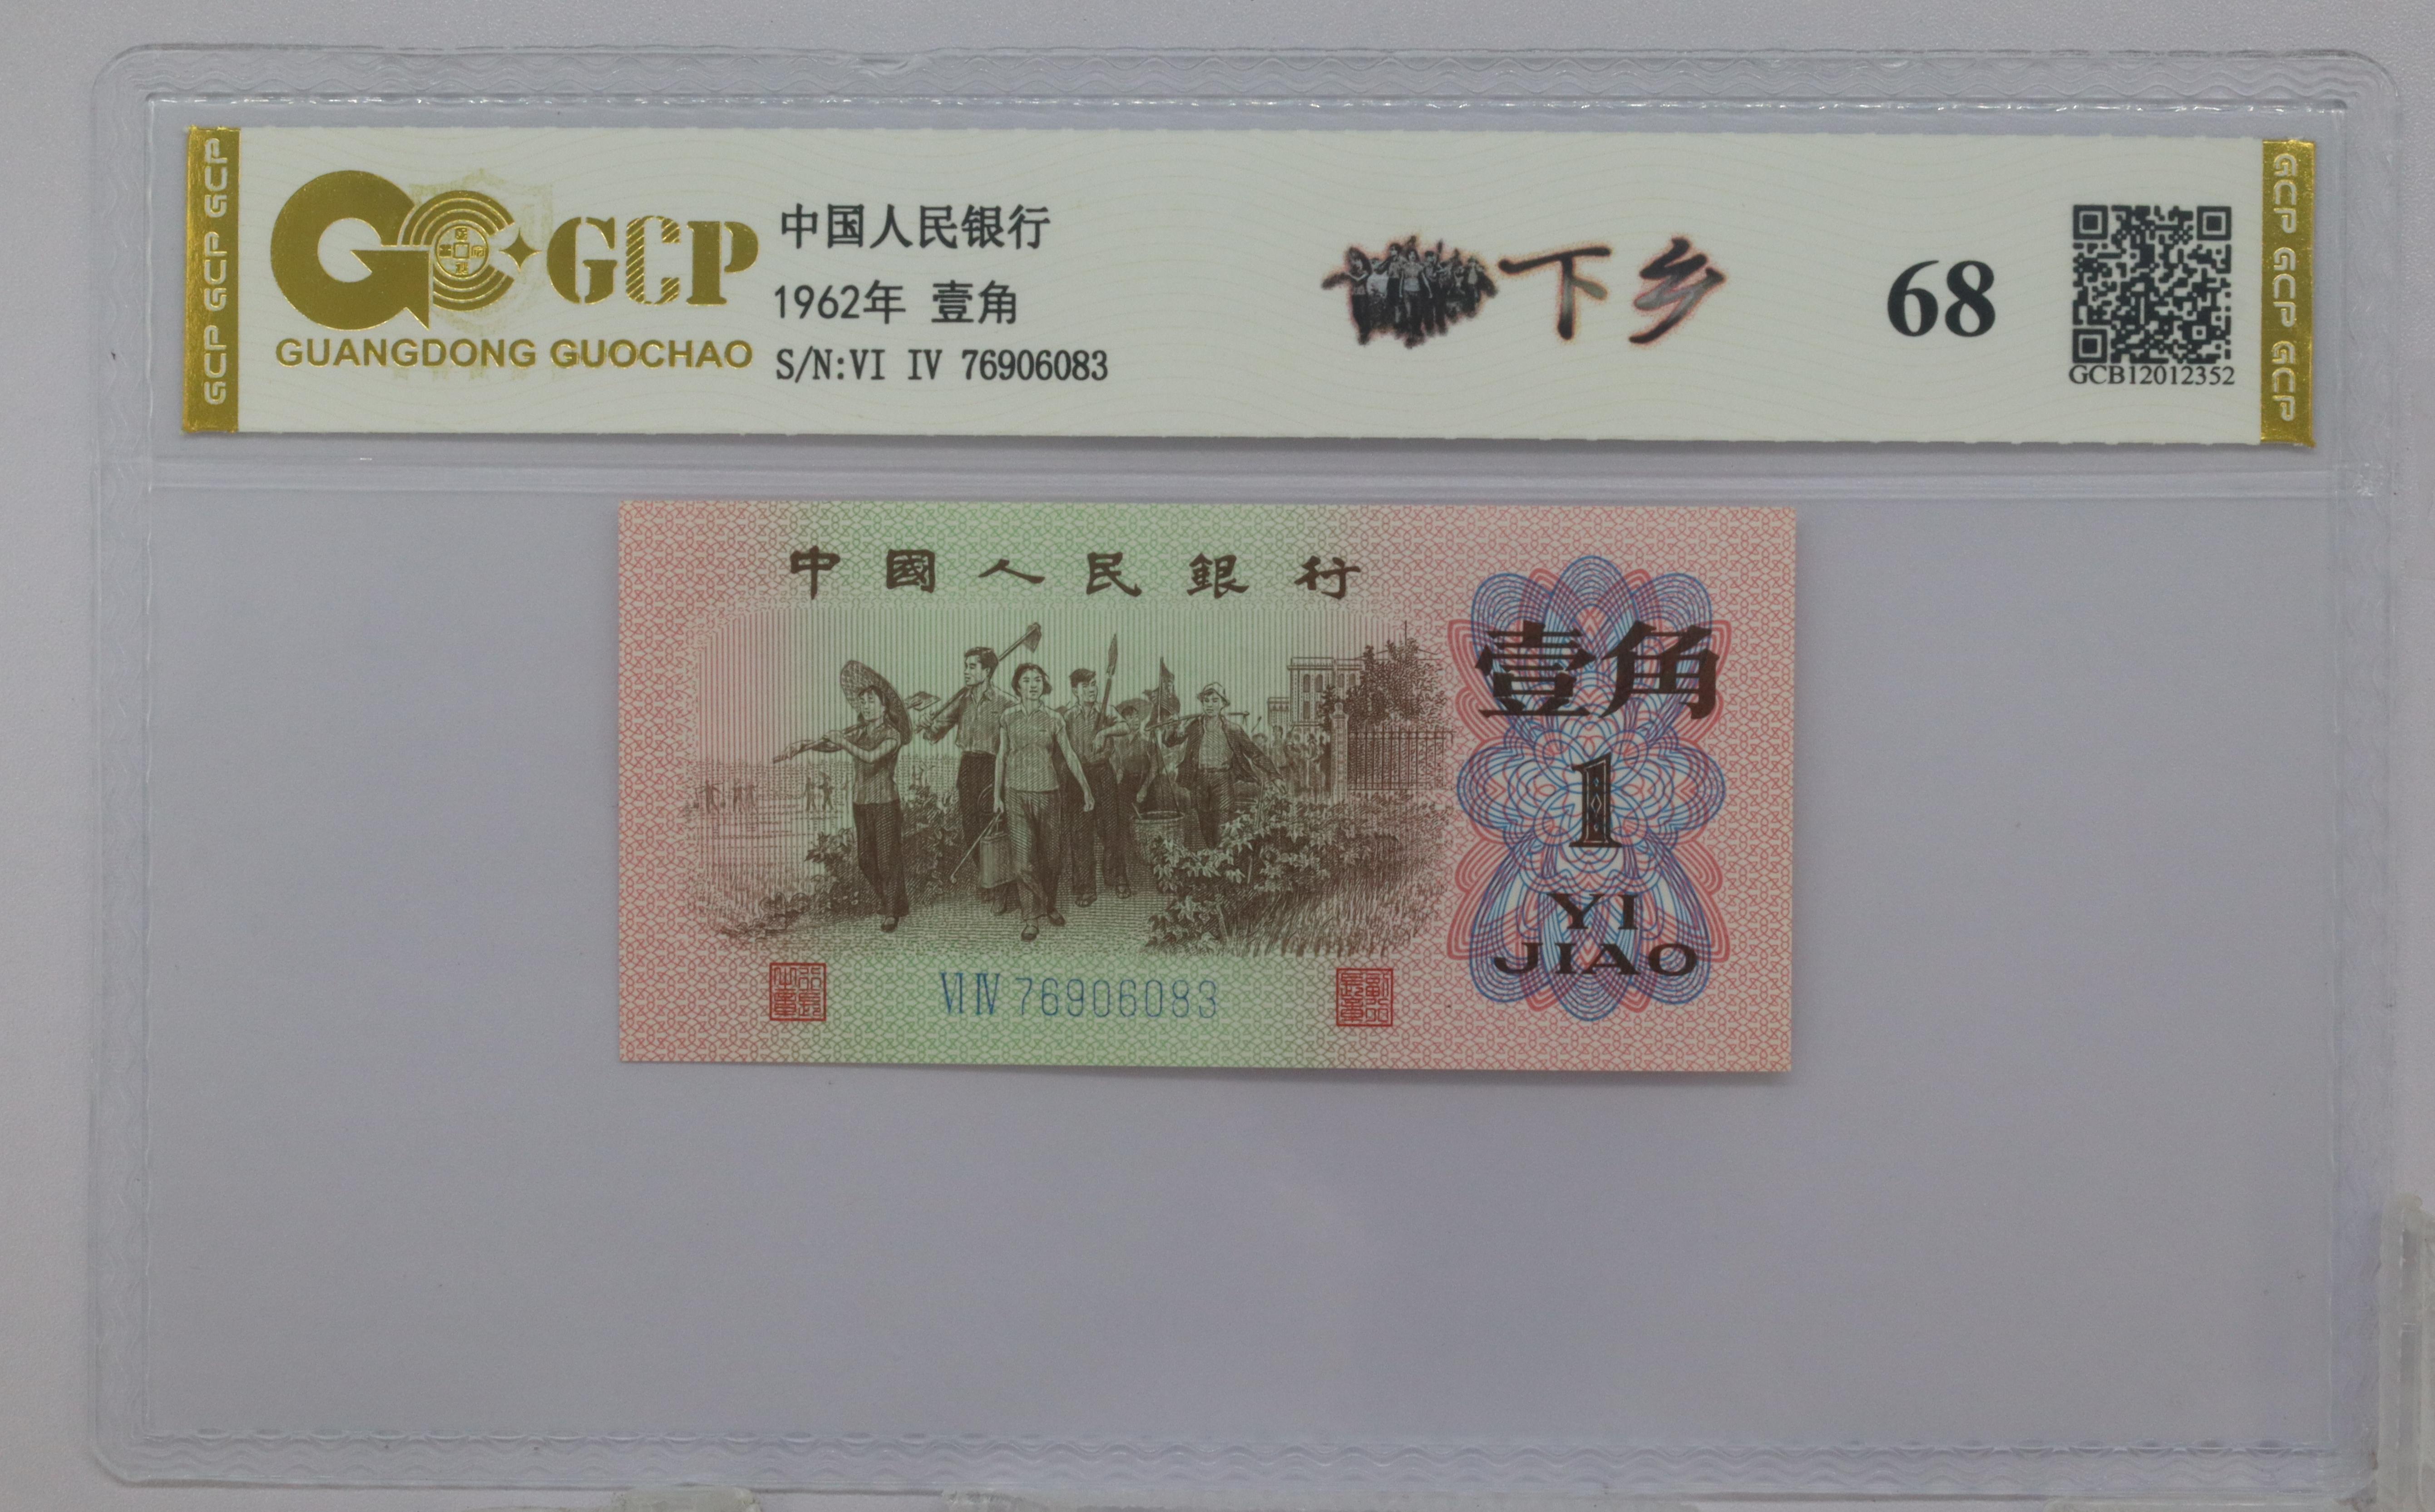 GCP GCP GCP
GCP
GUANGDONG GUOCHAO
中国人民银行
1962年 壹角
S/N:VI IV 76906083
下乡
68
GCB12012352
GCP GCP GCP
中國人民銀行
壹角
1
YI
JIAO
VI IV 76906083